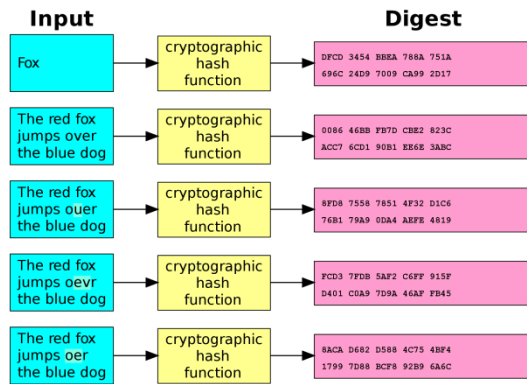 Input
Digest
Fox
cryptographic
hash
function
DFCD 3454 BBEA 788A 751A
696C 24D9 7009 CA99 2D17
The red fox
jumps over
the blue dog
cryptographic
hash
function
0086 46BB FB7D CBE2 823C
ACC7 6CD1 90B1 EE6E 3ABC
The red fox
jumps ouer
the blue dog
cryptographic
hash
function
8FD8 7558 7851 4F32 D1C6
76B1 79A9 0DA4 AEFE 4819
The red fox
jumps oevr
the blue dog
cryptographic
hash
function
FCD3 7FDB 5AF2 C6FF 915F
D401 C0A9 7D9A 46AF FB45
The red fox
jumps oer
the blue dog
cryptographic
hash
function
8ACA D682 D588 4C75 4BF4
1799 7D88 BCF8 92B9 6A6C